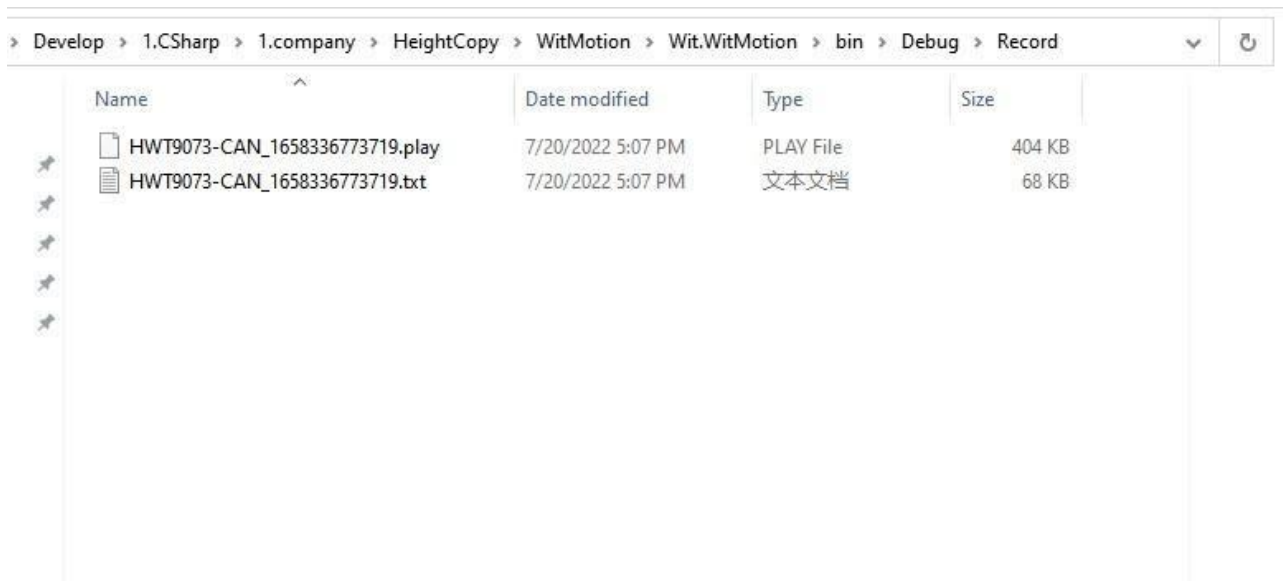 > Develop > 1.CSharp > 1.company > HeightCopy > WitMotion > Wit.WitMotion > bin > Debug > Record
Name Date modified Type Size
HWT9073-CAN_1658336773719.play 7/20/2022 5:07 PM PLAY File 404 KB
HWT9073-CAN_1658336773719.txt 7/20/2022 5:07 PM 文本文档 68 KB